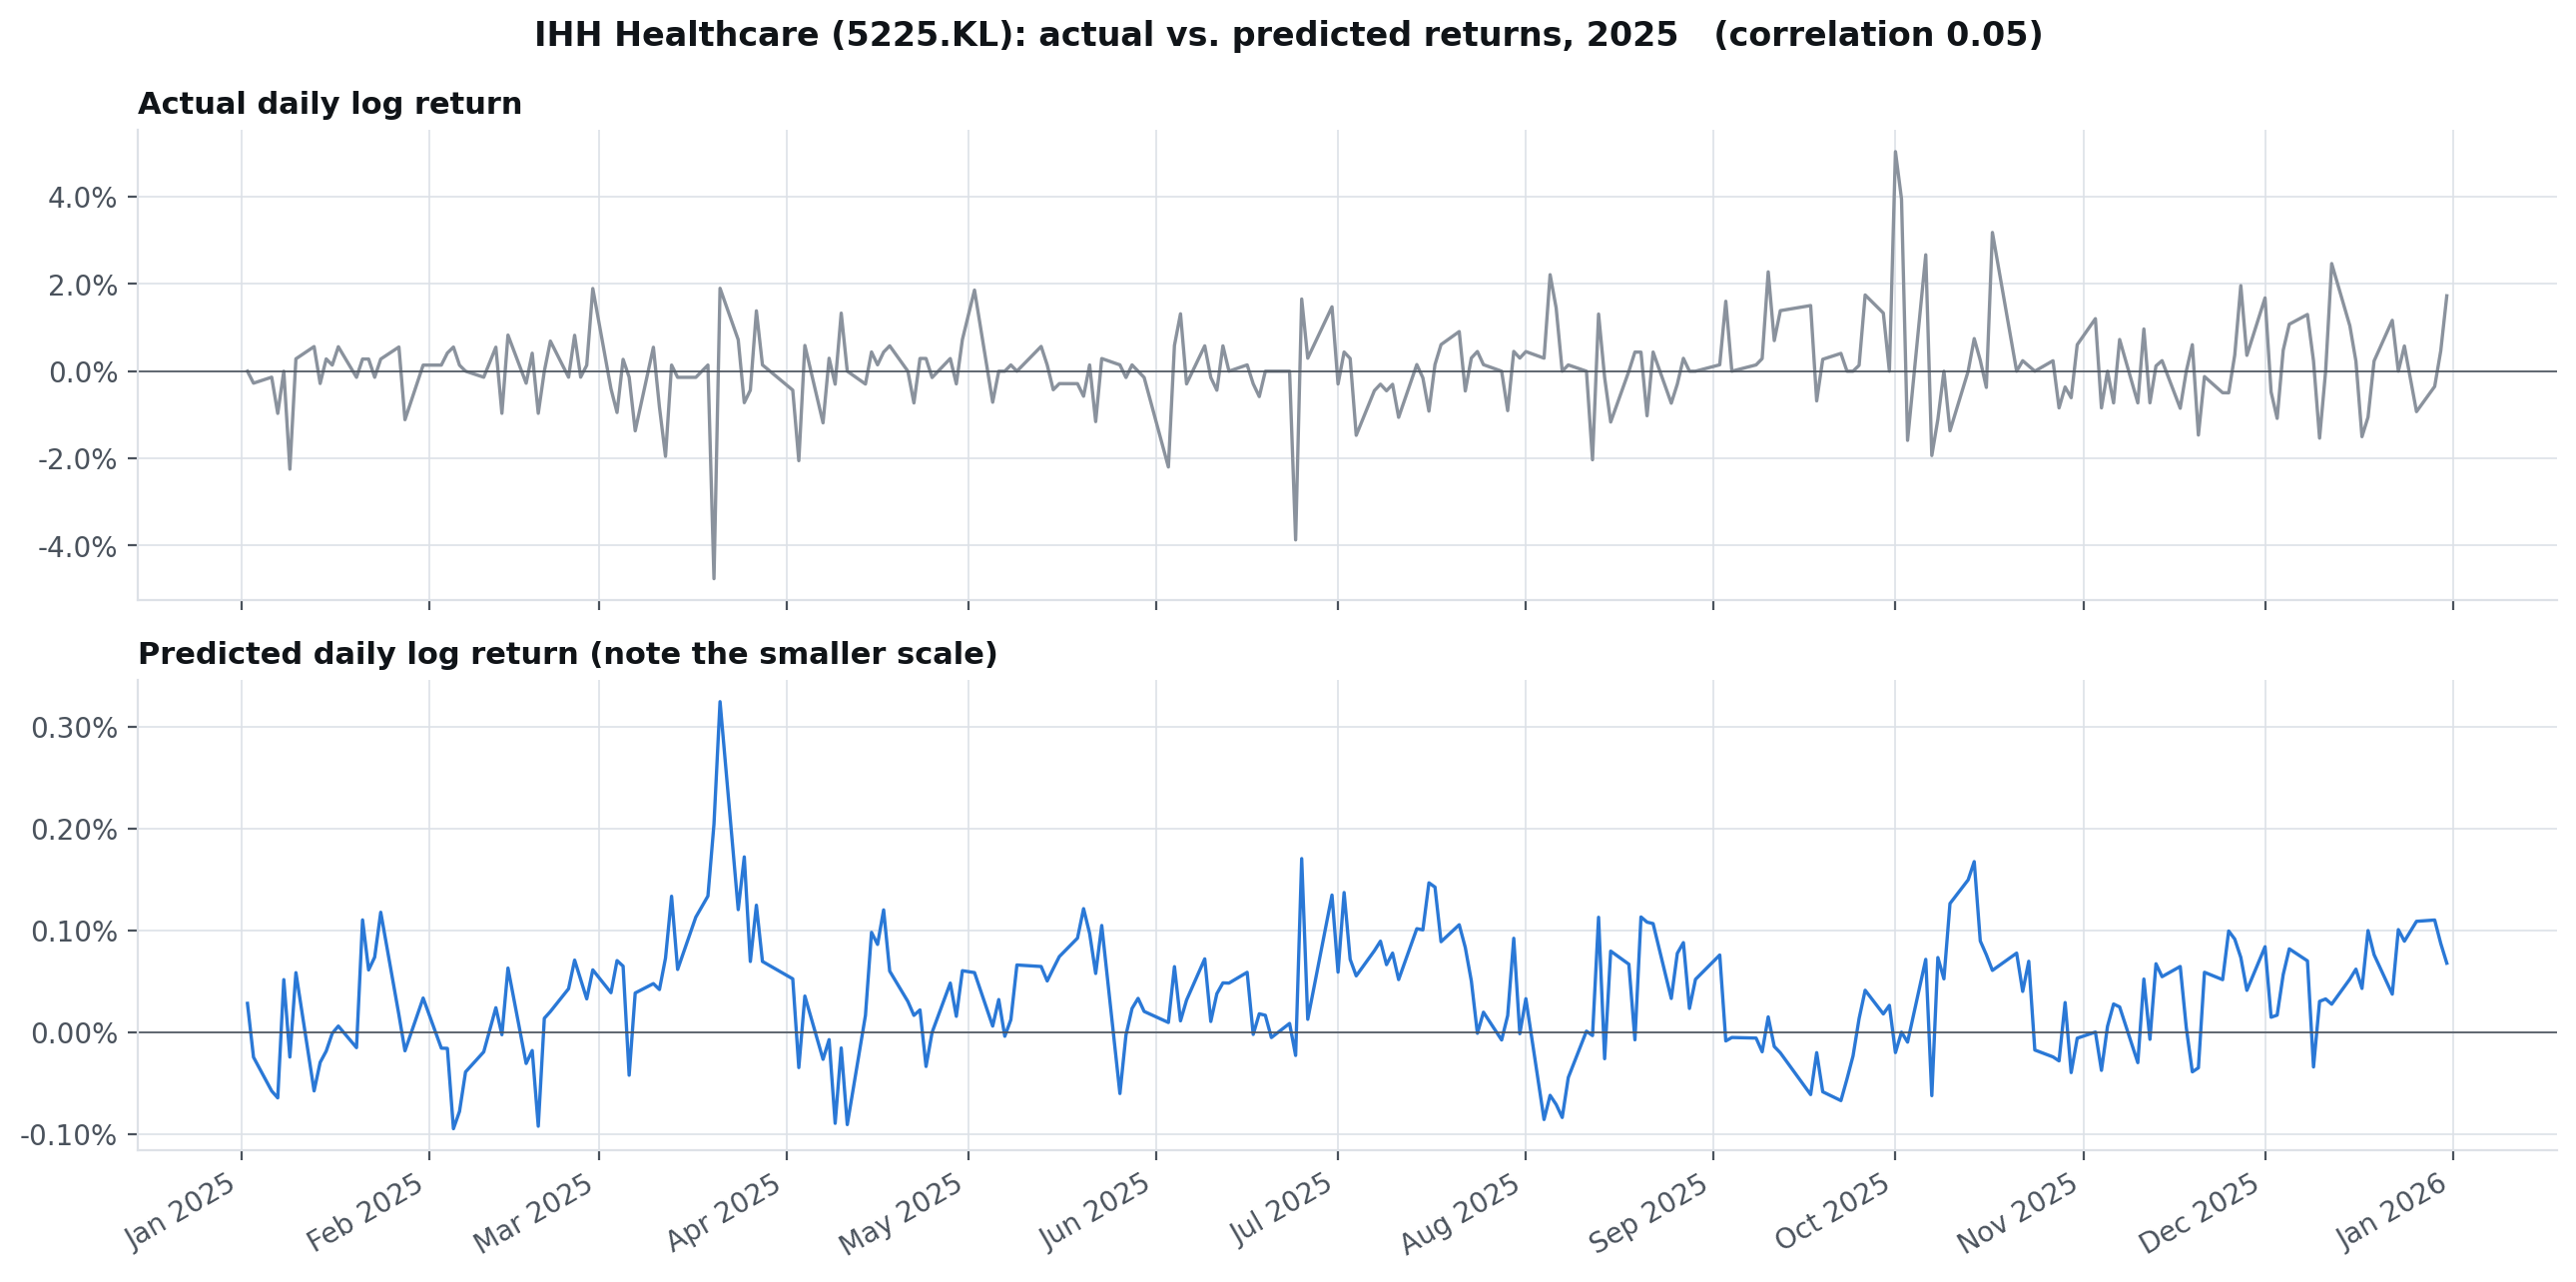 IHH Healthcare (5225.KL): actual vs. predicted returns, 2025 (correlation 0.05)
Actual daily log return
4.0%
2.0%
0.0%
-2.0%
-4.0%
Predicted daily log return (note the smaller scale)
0.30%
0.20%
0.10%
0.00%
-0.10%
Jan 2025
Feb 2025
Mar 2025
Apr 2025
May 2025
Jun 2025
Jul 2025
Aug 2025
Sep 2025
Oct 2025
Nov 2025
Dec 2025
Jan 2026